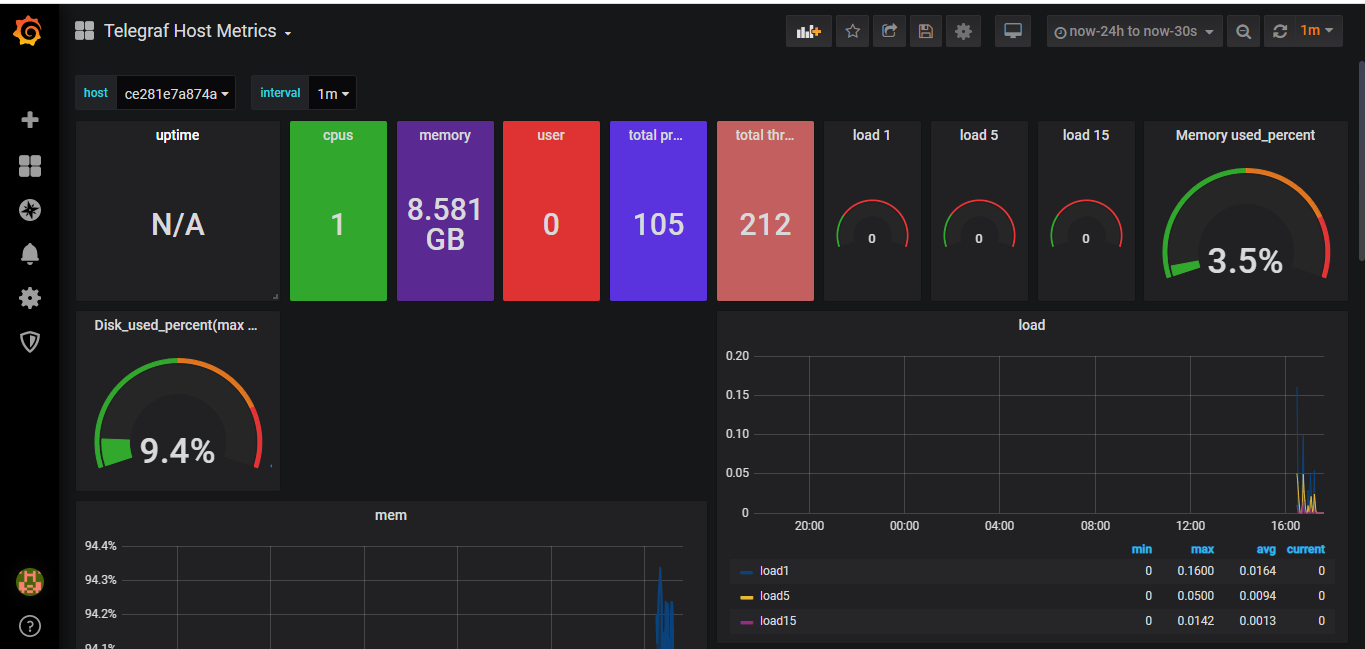 Telegraf Host Metrics
now-24h to now-30s
1m
host ce281e7a874a interval 1m
uptime
N/A
cpus
1
memory
8.581
GB
user
0
total pr...
105
total thr...
212
load 1
0
load 5
0
load 15
0
Memory used_percent
3.5%
Disk_used_percent(max ...
9.4%
load
0.20
0.15
0.10
0.05
0
20:00 00:00 04:00 08:00 12:00 16:00
min max avg current
load1 0 0.1600 0.0164 0
load5 0 0.0500 0.0094 0
load15 0 0.0142 0.0013 0
mem
94.4%
94.3%
94.2%
94.1%
?